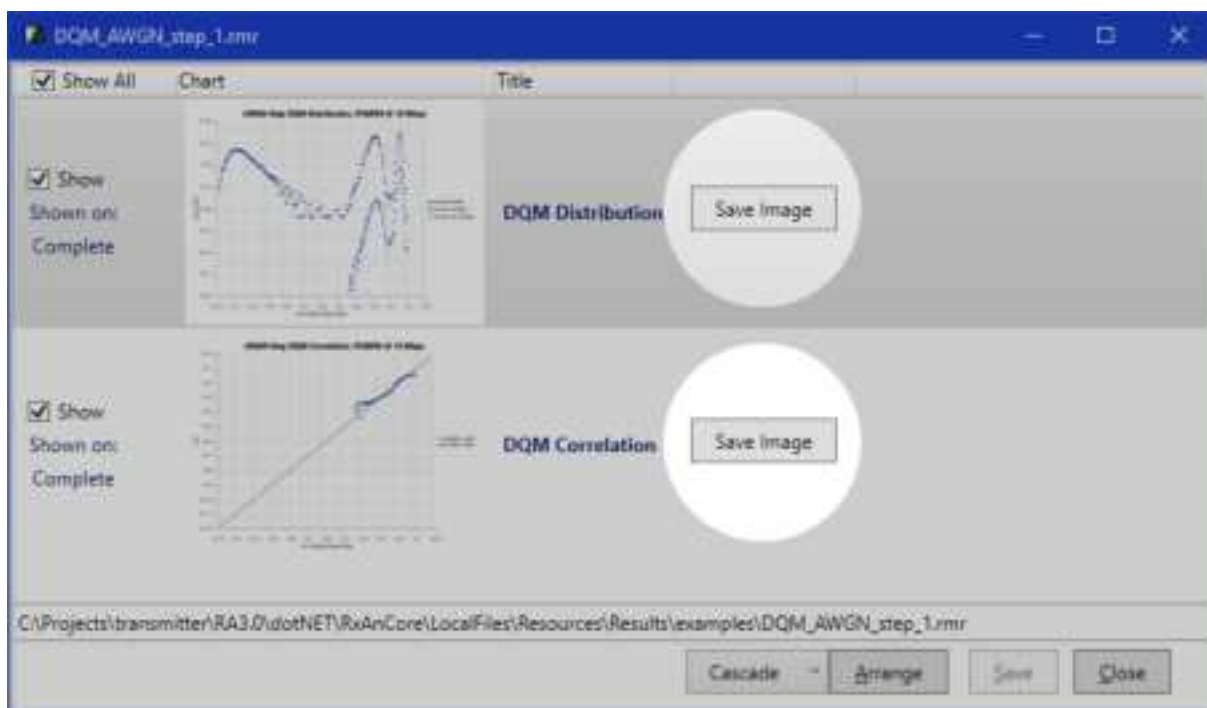 DQM_AWGN_step_1.rmr
Show All Chart Title
Show
Shown on:
Complete
DQM Distribution
Save Image
Show
Shown on:
Complete
DQM Correlation
Save Image
C:\Projects\transmitter\RA3.0\dotNET\RxAnCore\LocalFiles\Resources\Results\examples\DQM_AWGN_step_1.rmr
Cascade Arrange Save Close